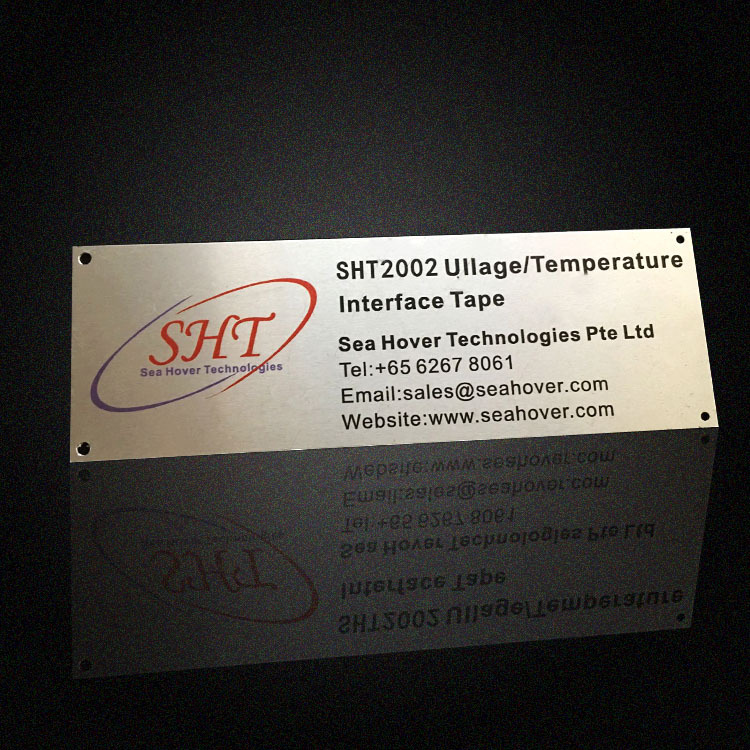 SHT
Sea Hover Technologies
SHT2002 Ullage/Temperature
Interface Tape
Sea Hover Technologies Pte Ltd
Tel:+65 6267 8061
Email:sales@seahover.com
Website:www.seahover.com